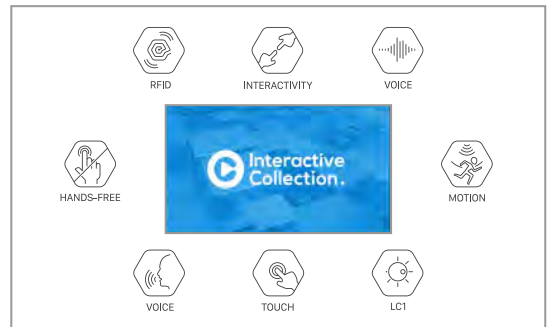 RFID
INTERACTIVITY
VOICE
Interactive
Collection.
HANDS-FREE
MOTION
VOICE
TOUCH
LC1